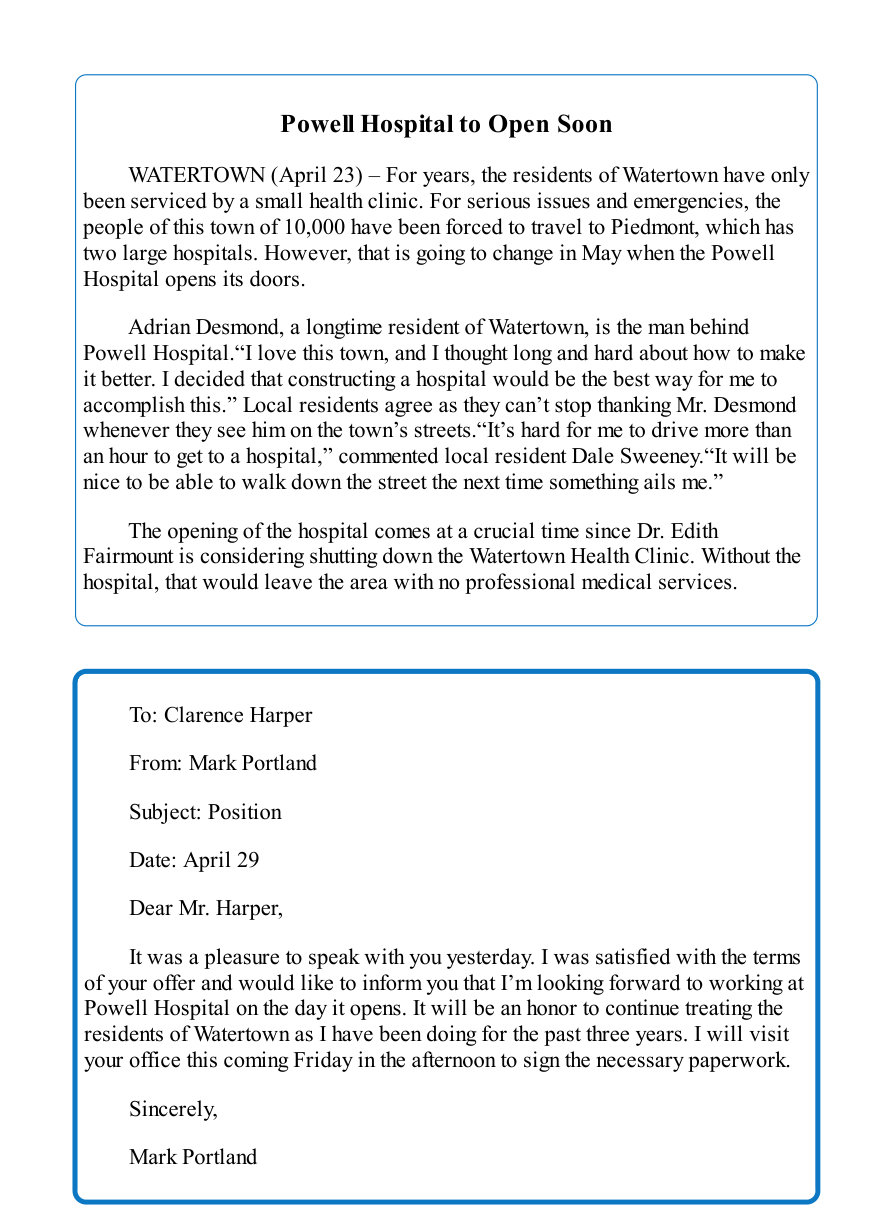 Powell Hospital to Open Soon
WATERTOWN (April 23) – For years, the residents of Watertown have only
been serviced by a small health clinic. For serious issues and emergencies, the
people of this town of 10,000 have been forced to travel to Piedmont, which has
two large hospitals. However, that is going to change in May when the Powell
Hospital opens its doors.
Adrian Desmond, a longtime resident of Watertown, is the man behind
Powell Hospital.“I love this town, and I thought long and hard about how to make
it better. I decided that constructing a hospital would be the best way for me to
accomplish this.” Local residents agree as they can’t stop thanking Mr. Desmond
whenever they see him on the town’s streets.“It’s hard for me to drive more than
an hour to get to a hospital,” commented local resident Dale Sweeney.“It will be
nice to be able to walk down the street the next time something ails me.”
The opening of the hospital comes at a crucial time since Dr. Edith
Fairmount is considering shutting down the Watertown Health Clinic. Without the
hospital, that would leave the area with no professional medical services.
To: Clarence Harper
From: Mark Portland
Subject: Position
Date: April 29
Dear Mr. Harper,
It was a pleasure to speak with you yesterday. I was satisfied with the terms
of your offer and would like to inform you that I’m looking forward to working at
Powell Hospital on the day it opens. It will be an honor to continue treating the
residents of Watertown as I have been doing for the past three years. I will visit
your office this coming Friday in the afternoon to sign the necessary paperwork.
Sincerely,
Mark Portland